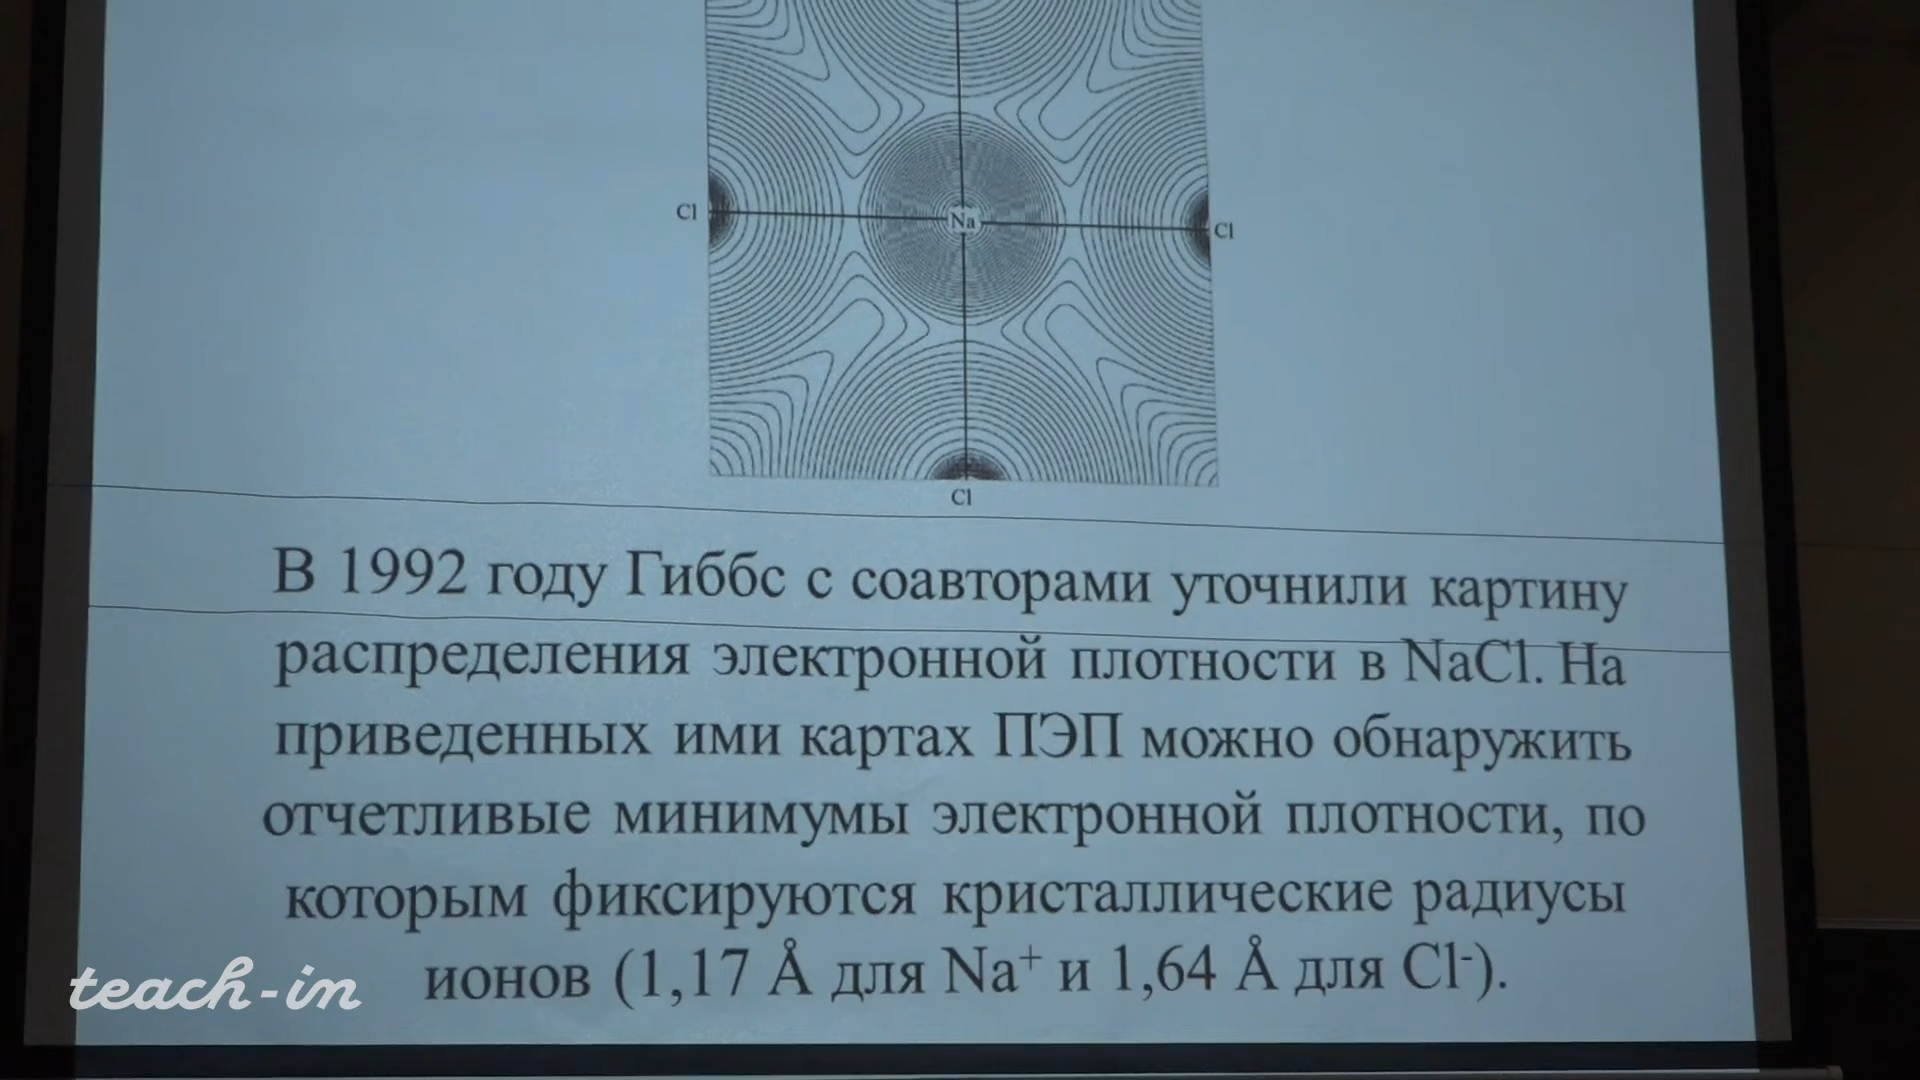 Cl Na Cl
Cl
В 1992 году Гиббс с соавторами уточнили картину
распределения электронной плотности в NaCl. На
приведенных ими картах ПЭП можно обнаружить
отчетливые минимумы электронной плотности, по
которым фиксируются кристаллические радиусы
ионов (1,17 Å для Na⁺ и 1,64 Å для Cl⁻).
teach-in